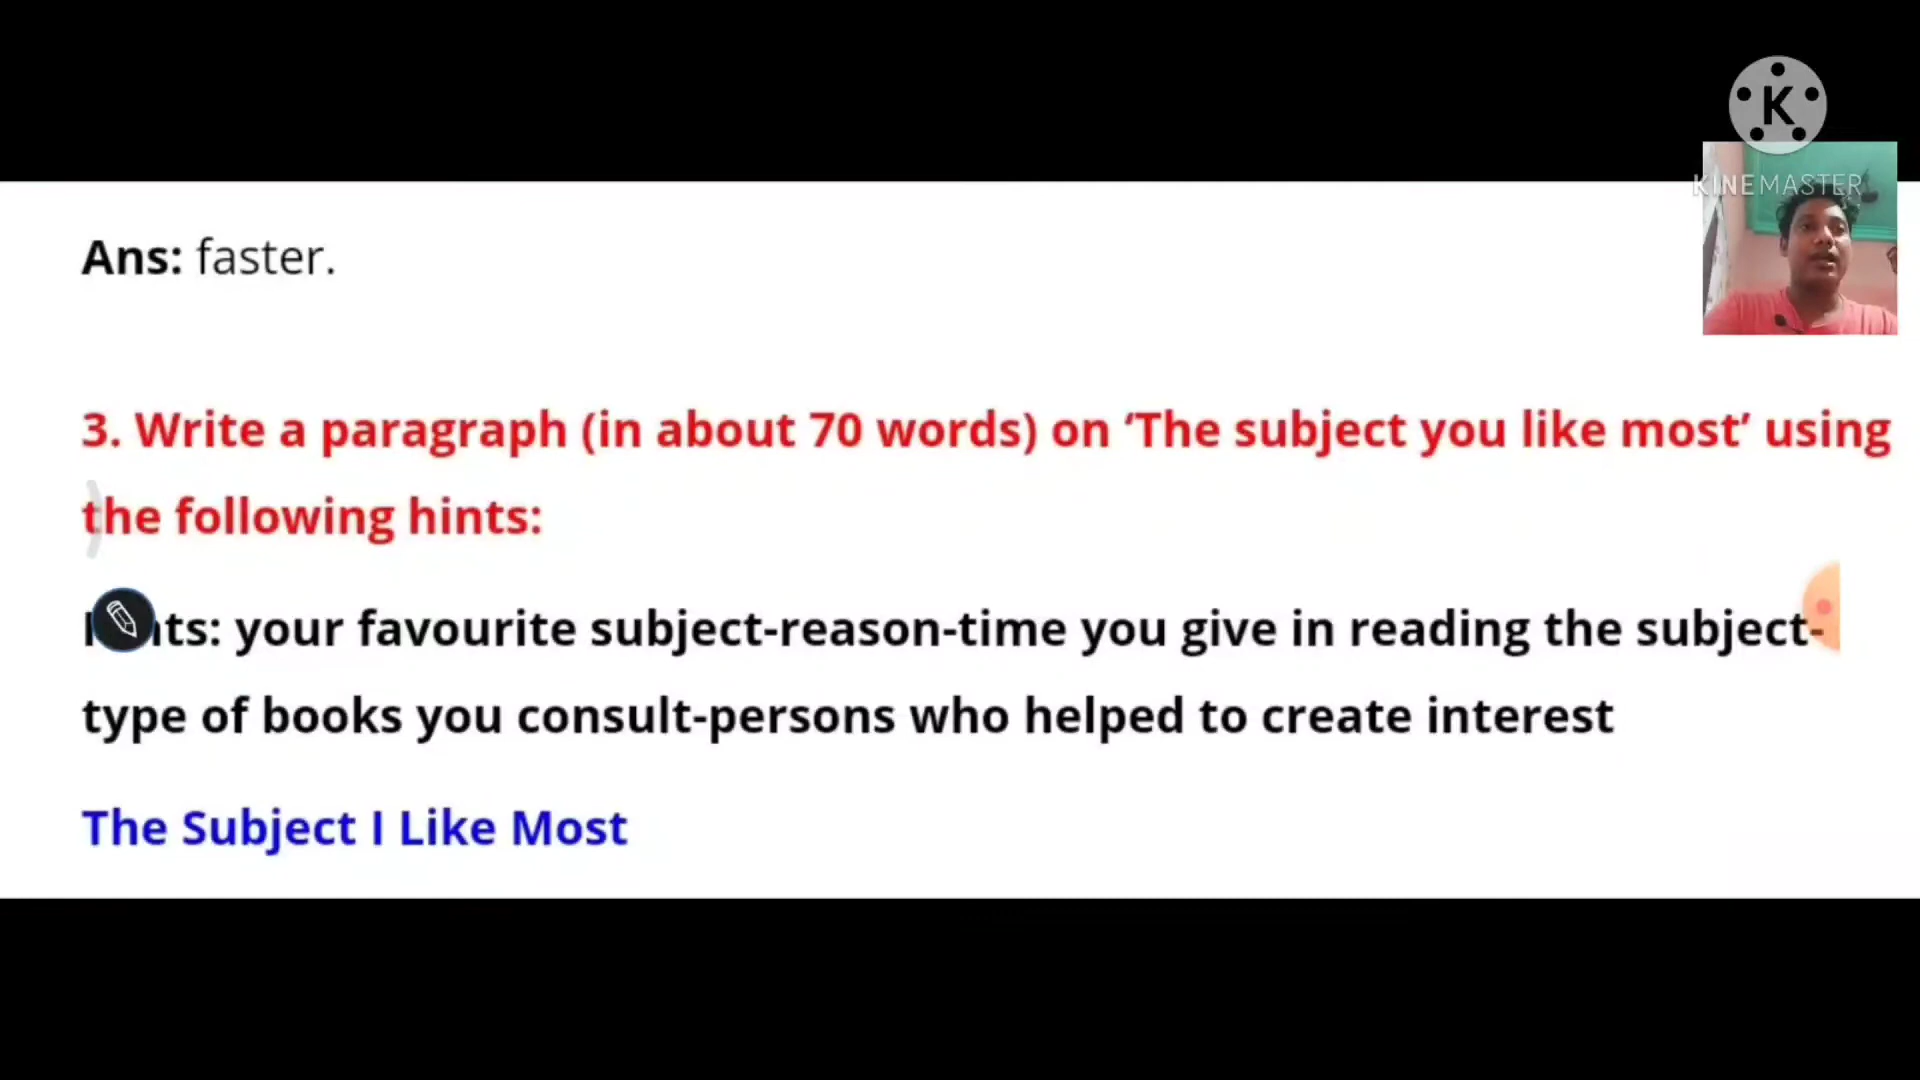 K
KINEMASTER
Ans: faster.
3. Write a paragraph (in about 70 words) on ‘The subject you like most’ using
the following hints:
Hints: your favourite subject-reason-time you give in reading the subject-
type of books you consult-persons who helped to create interest
The Subject I Like Most